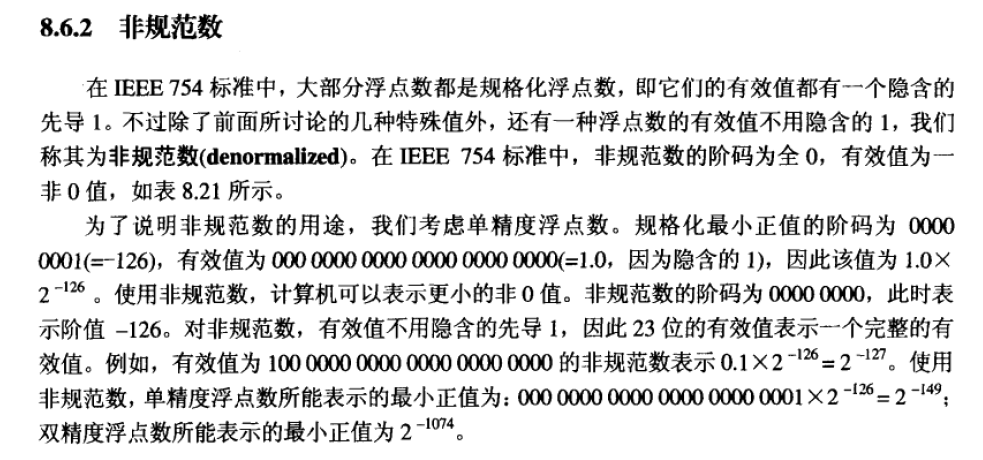 8.6.2 非规范数
在 IEEE 754 标准中，大部分浮点数都是规格化浮点数，即它们的有效值都有一个隐含的
先导 1。不过除了前面所讨论的几种特殊值外，还有一种浮点数的有效值不用隐含的 1，我们
称其为非规范数(denormalized)。在 IEEE 754 标准中，非规范数的阶码为全 0，有效值为一
非 0 值，如表 8.21 所示。
为了说明非规范数的用途，我们考虑单精度浮点数。规格化最小正值的阶码为 0000
0001(=-126)，有效值为 000 0000 0000 0000 0000 0000(=1.0，因为隐含的 1)，因此该值为 1.0×
2⁻¹²⁶。使用非规范数，计算机可以表示更小的非 0 值。非规范数的阶码为 0000 0000，此时表
示阶值 –126。对非规范数，有效值不用隐含的先导 1，因此 23 位的有效值表示一个完整的有
效值。例如，有效值为 100 0000 0000 0000 0000 0000 的非规范数表示 0.1×2⁻¹²⁶=2⁻¹²⁷。使用
非规范数，单精度浮点数所能表示的最小正值为：000 0000 0000 0000 0000 0001×2⁻¹²⁶=2⁻¹⁴⁹；
双精度浮点数所能表示的最小正值为 2⁻¹⁰⁷⁴。